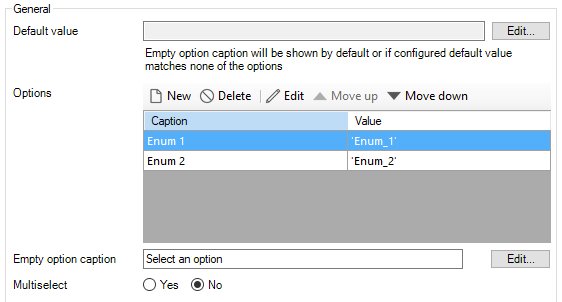 General
Default value Edit...
Empty option caption will be shown by default or if configured default value
matches none of the options
Options New Delete Edit Move up Move down
Caption Value
Enum 1 'Enum_1'
Enum 2 'Enum_2'
Empty option caption Select an option Edit...
Multiselect Yes No